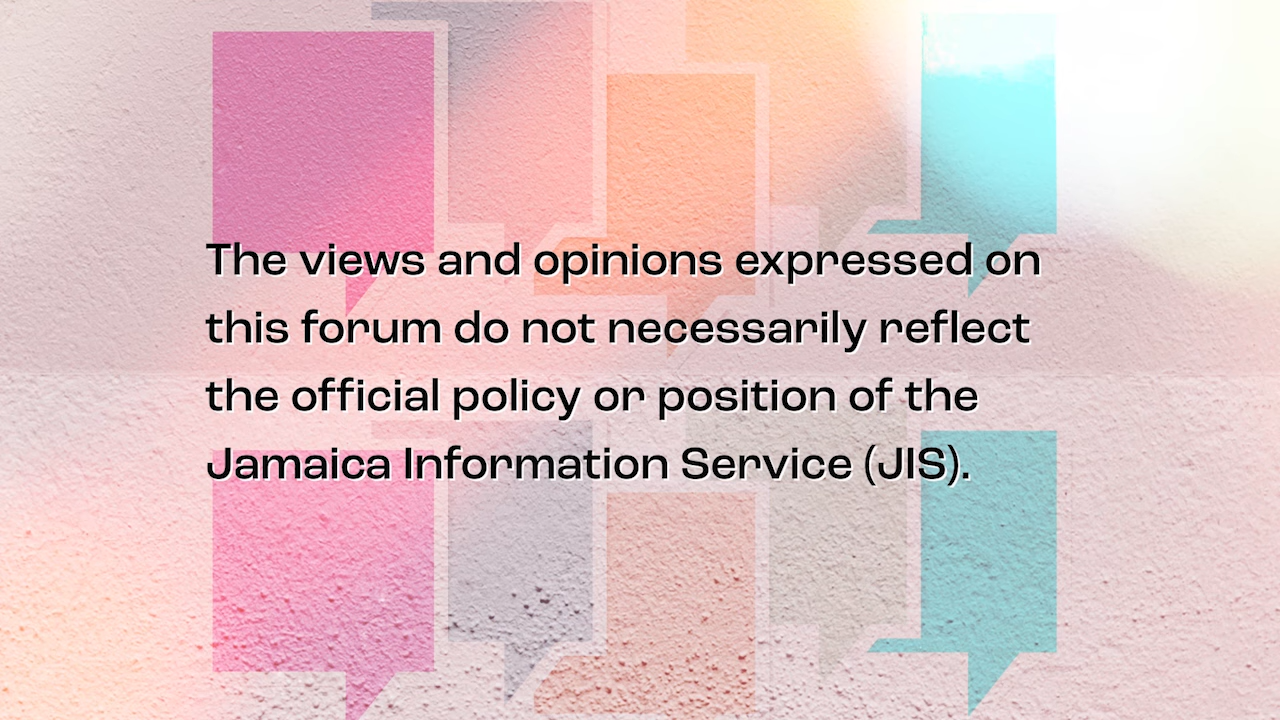 The views and opinions expressed on
this forum do not necessarily reflect
the official policy or position of the
Jamaica Information Service (JIS).